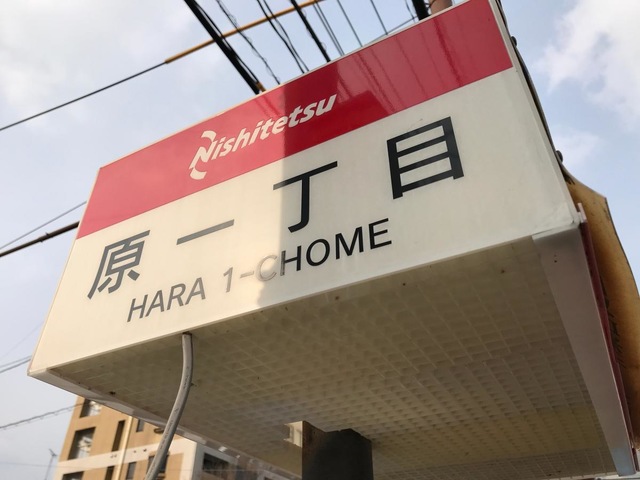 Nishitetsu
原一丁目
HARA 1-CHOME